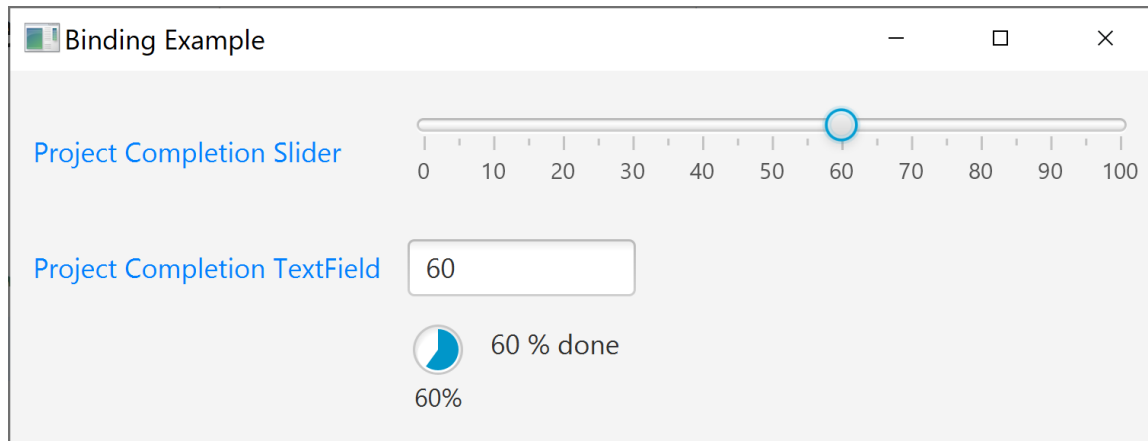 Binding Example
Project Completion Slider
0 10 20 30 40 50 60 70 80 90 100
Project Completion TextField
60
60 % done
60%